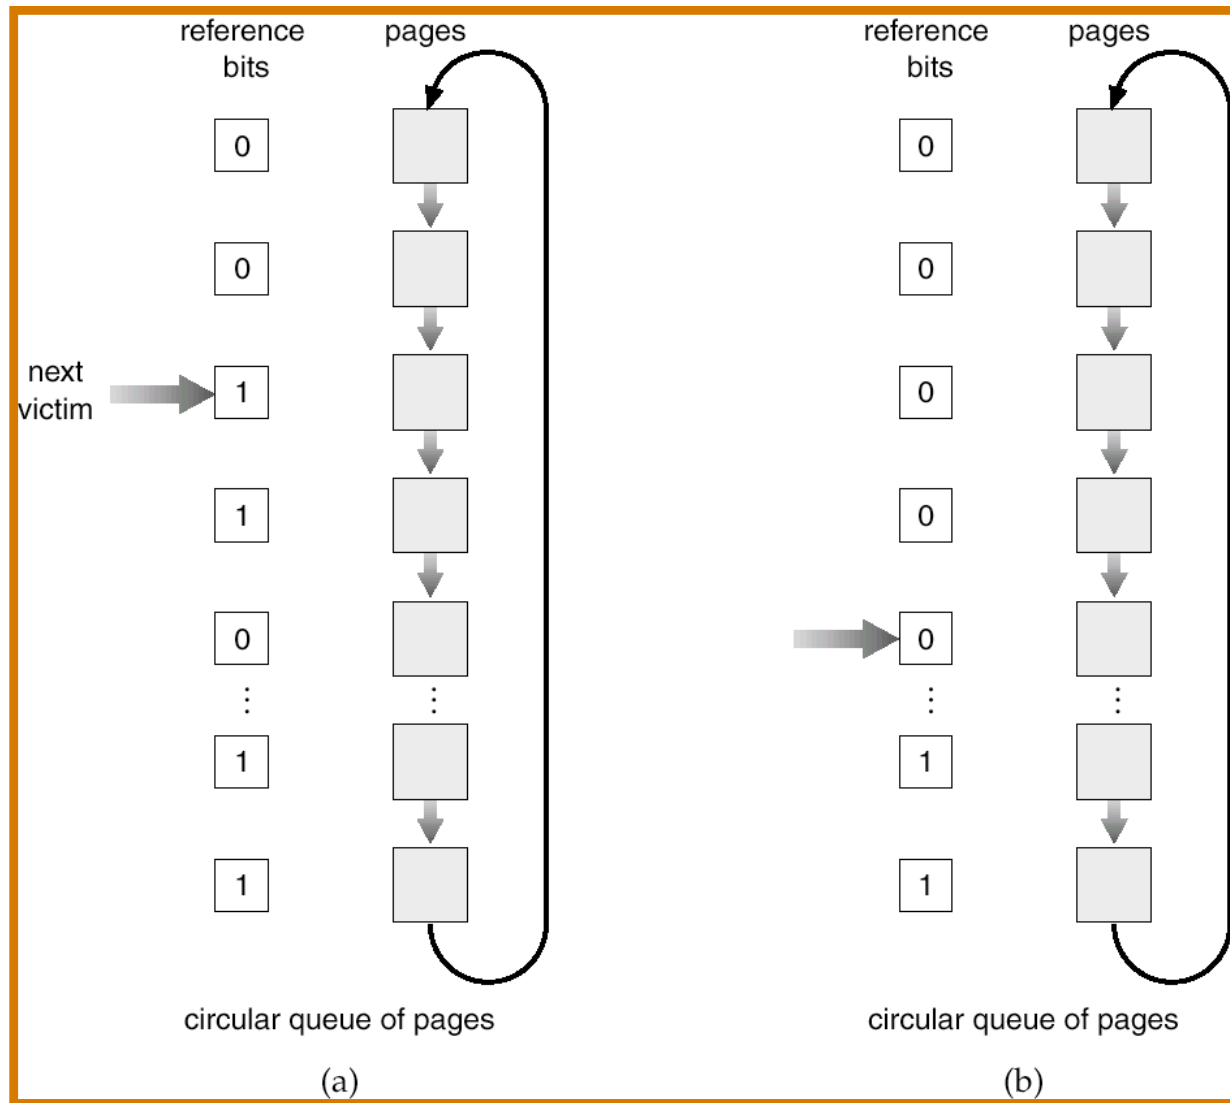 reference pages
bits
0
0
next
victim
1
1
0
⋮ ⋮
1
1
circular queue of pages
(a)
reference pages
bits
0
0
0
0
0
⋮ ⋮
1
1
circular queue of pages
(b)